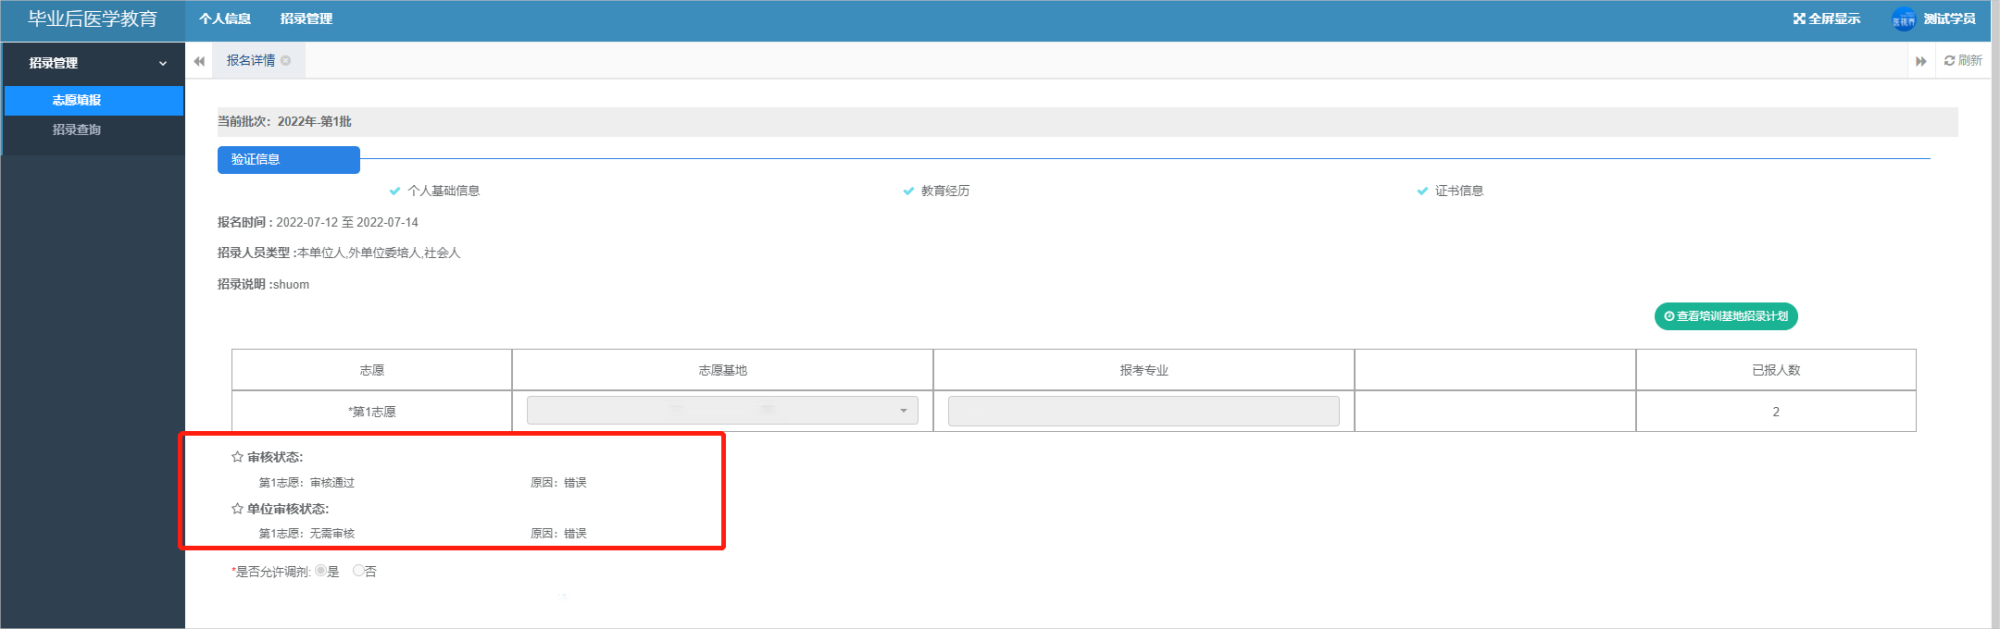 毕业后医学教育
个人信息 招录管理 全屏显示 测试学员
招录管理
志愿填报
招录查询
报名详情 刷新
当前批次：2022年-第1批
验证信息
个人基础信息 教育经历 证书信息
报名时间 : 2022-07-12 至 2022-07-14
招录人员类型 :本单位人,外单位委培人,社会人
招录说明 :shuom
查看培训基地招录计划
志愿 志愿基地 报考专业 已报人数
*第1志愿 2
审核状态:
第1志愿：审核通过 原因：错误
单位审核状态:
第1志愿：无需审核 原因：错误
*是否允许调剂: 是 否